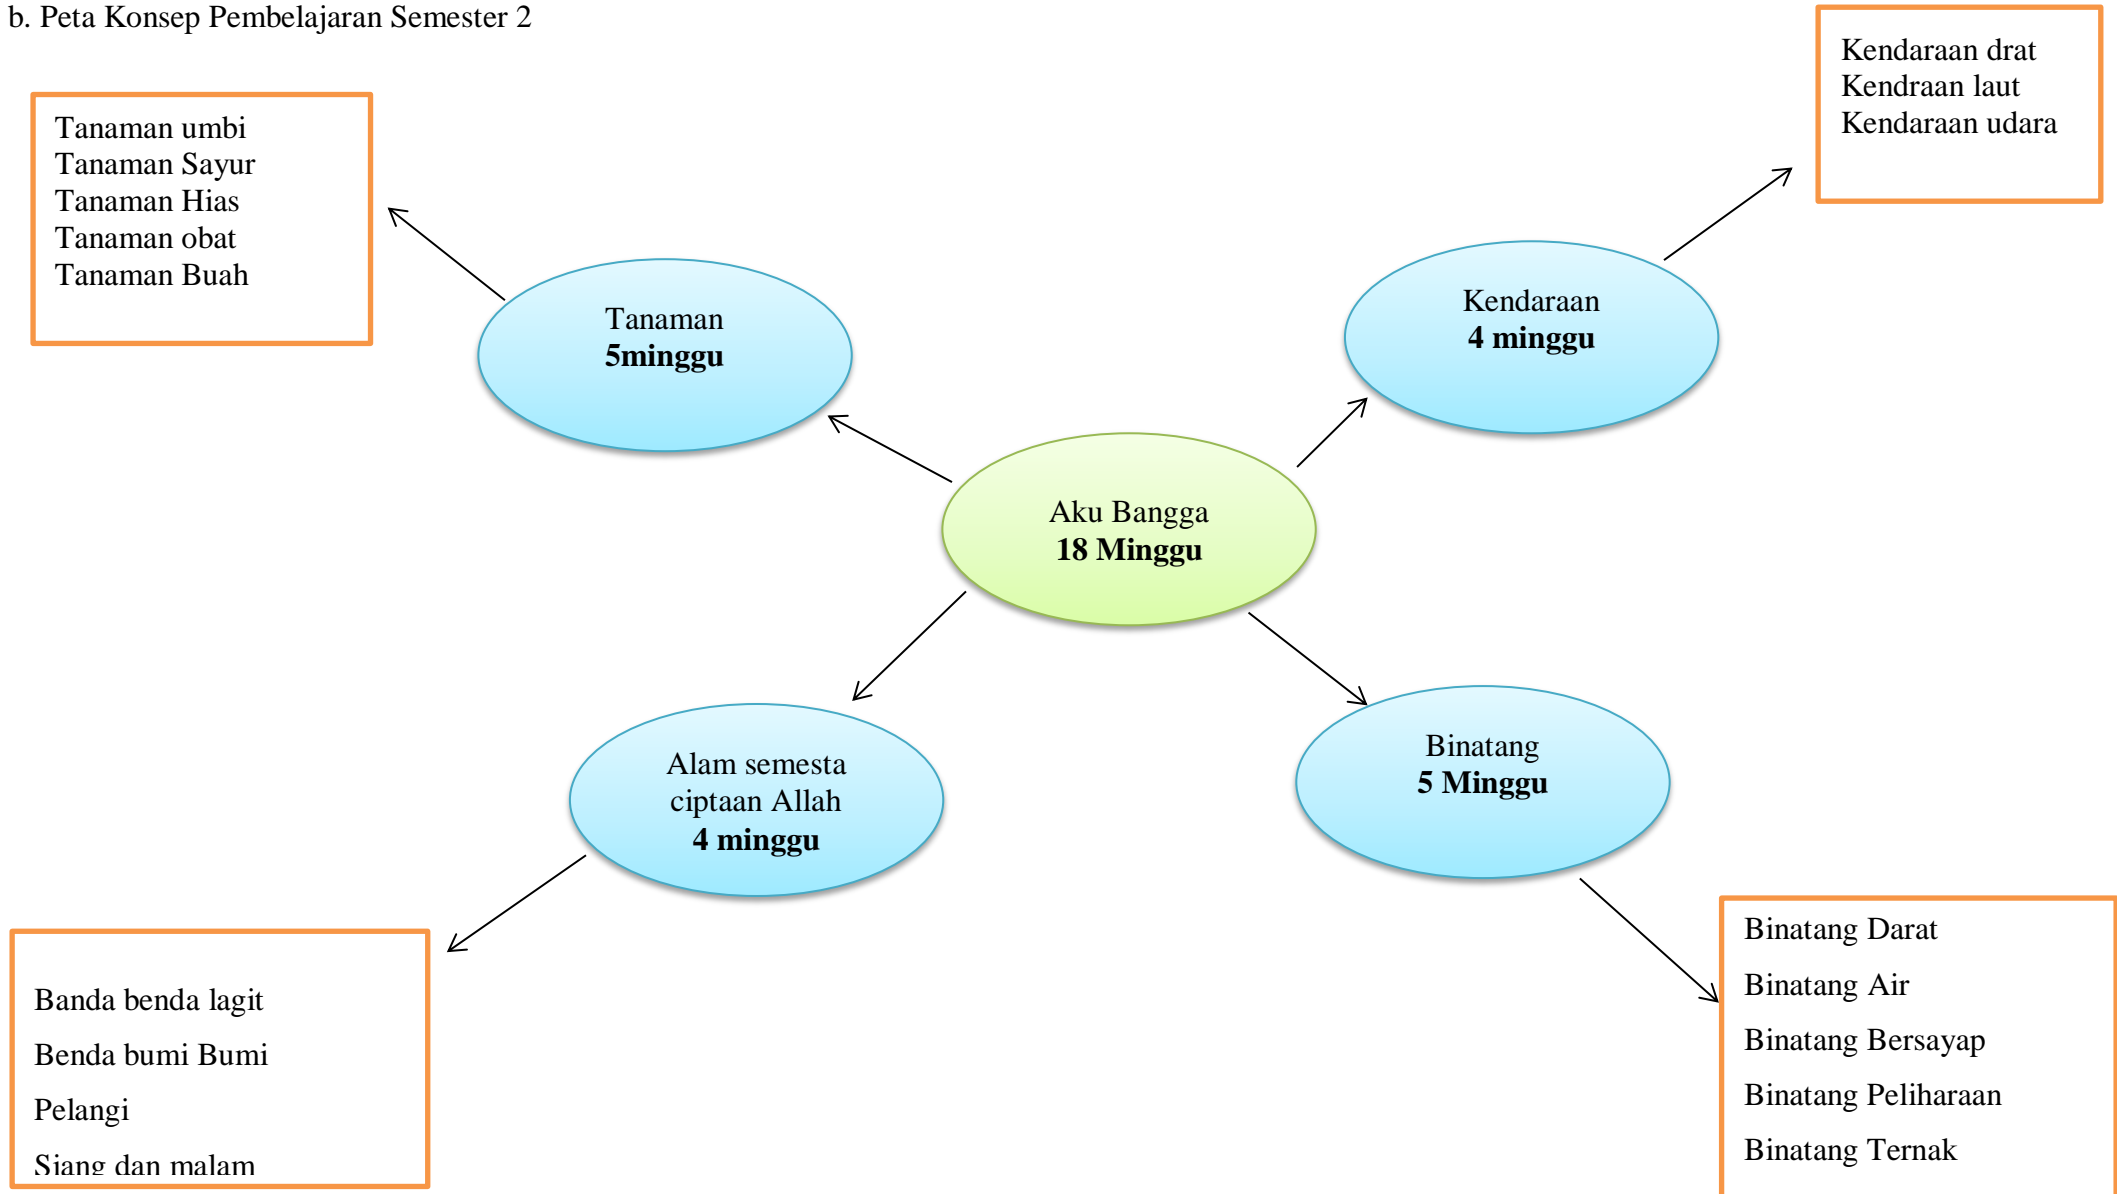 b. Peta Konsep Pembelajaran Semester 2
Kendaraan drat
Kendraan laut
Kendaraan udara
Tanaman umbi
Tanaman Sayur
Tanaman Hias
Tanaman obat
Tanaman Buah
Tanaman
5minggu
Kendaraan
4 minggu
Aku Bangga
18 Minggu
Alam semesta
ciptaan Allah
4 minggu
Binatang
5 Minggu
Banda benda lagit
Benda bumi Bumi
Pelangi
Siang dan malam
Binatang Darat
Binatang Air
Binatang Bersayap
Binatang Peliharaan
Binatang Ternak